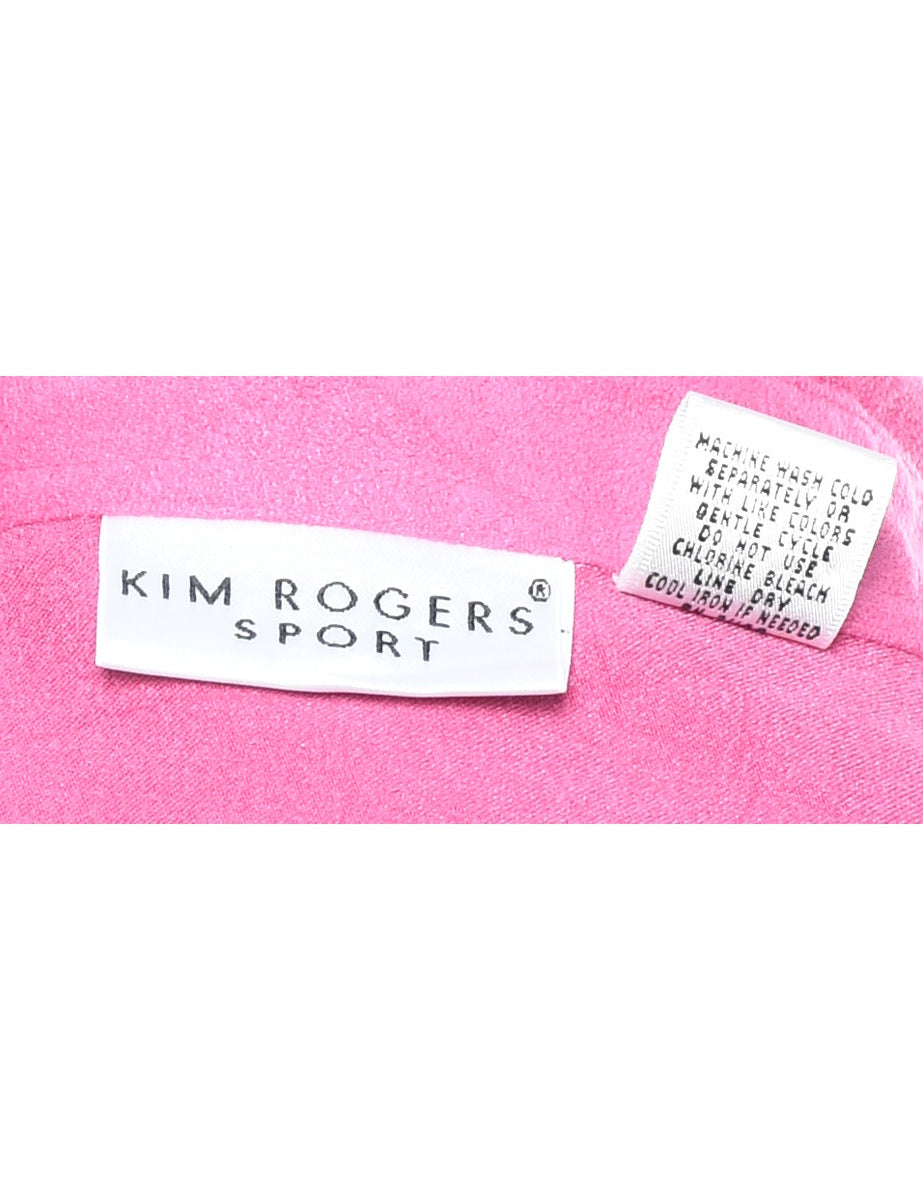 KIM ROGERS®
SPORT
MACHINE WASH COLD
SEPARATELY OR
WITH LIKE COLORS
GENTLE CYCLE
DO NOT USE
CHLORINE BLEACH
LINE DRY
COOL IRON IF NEEDED